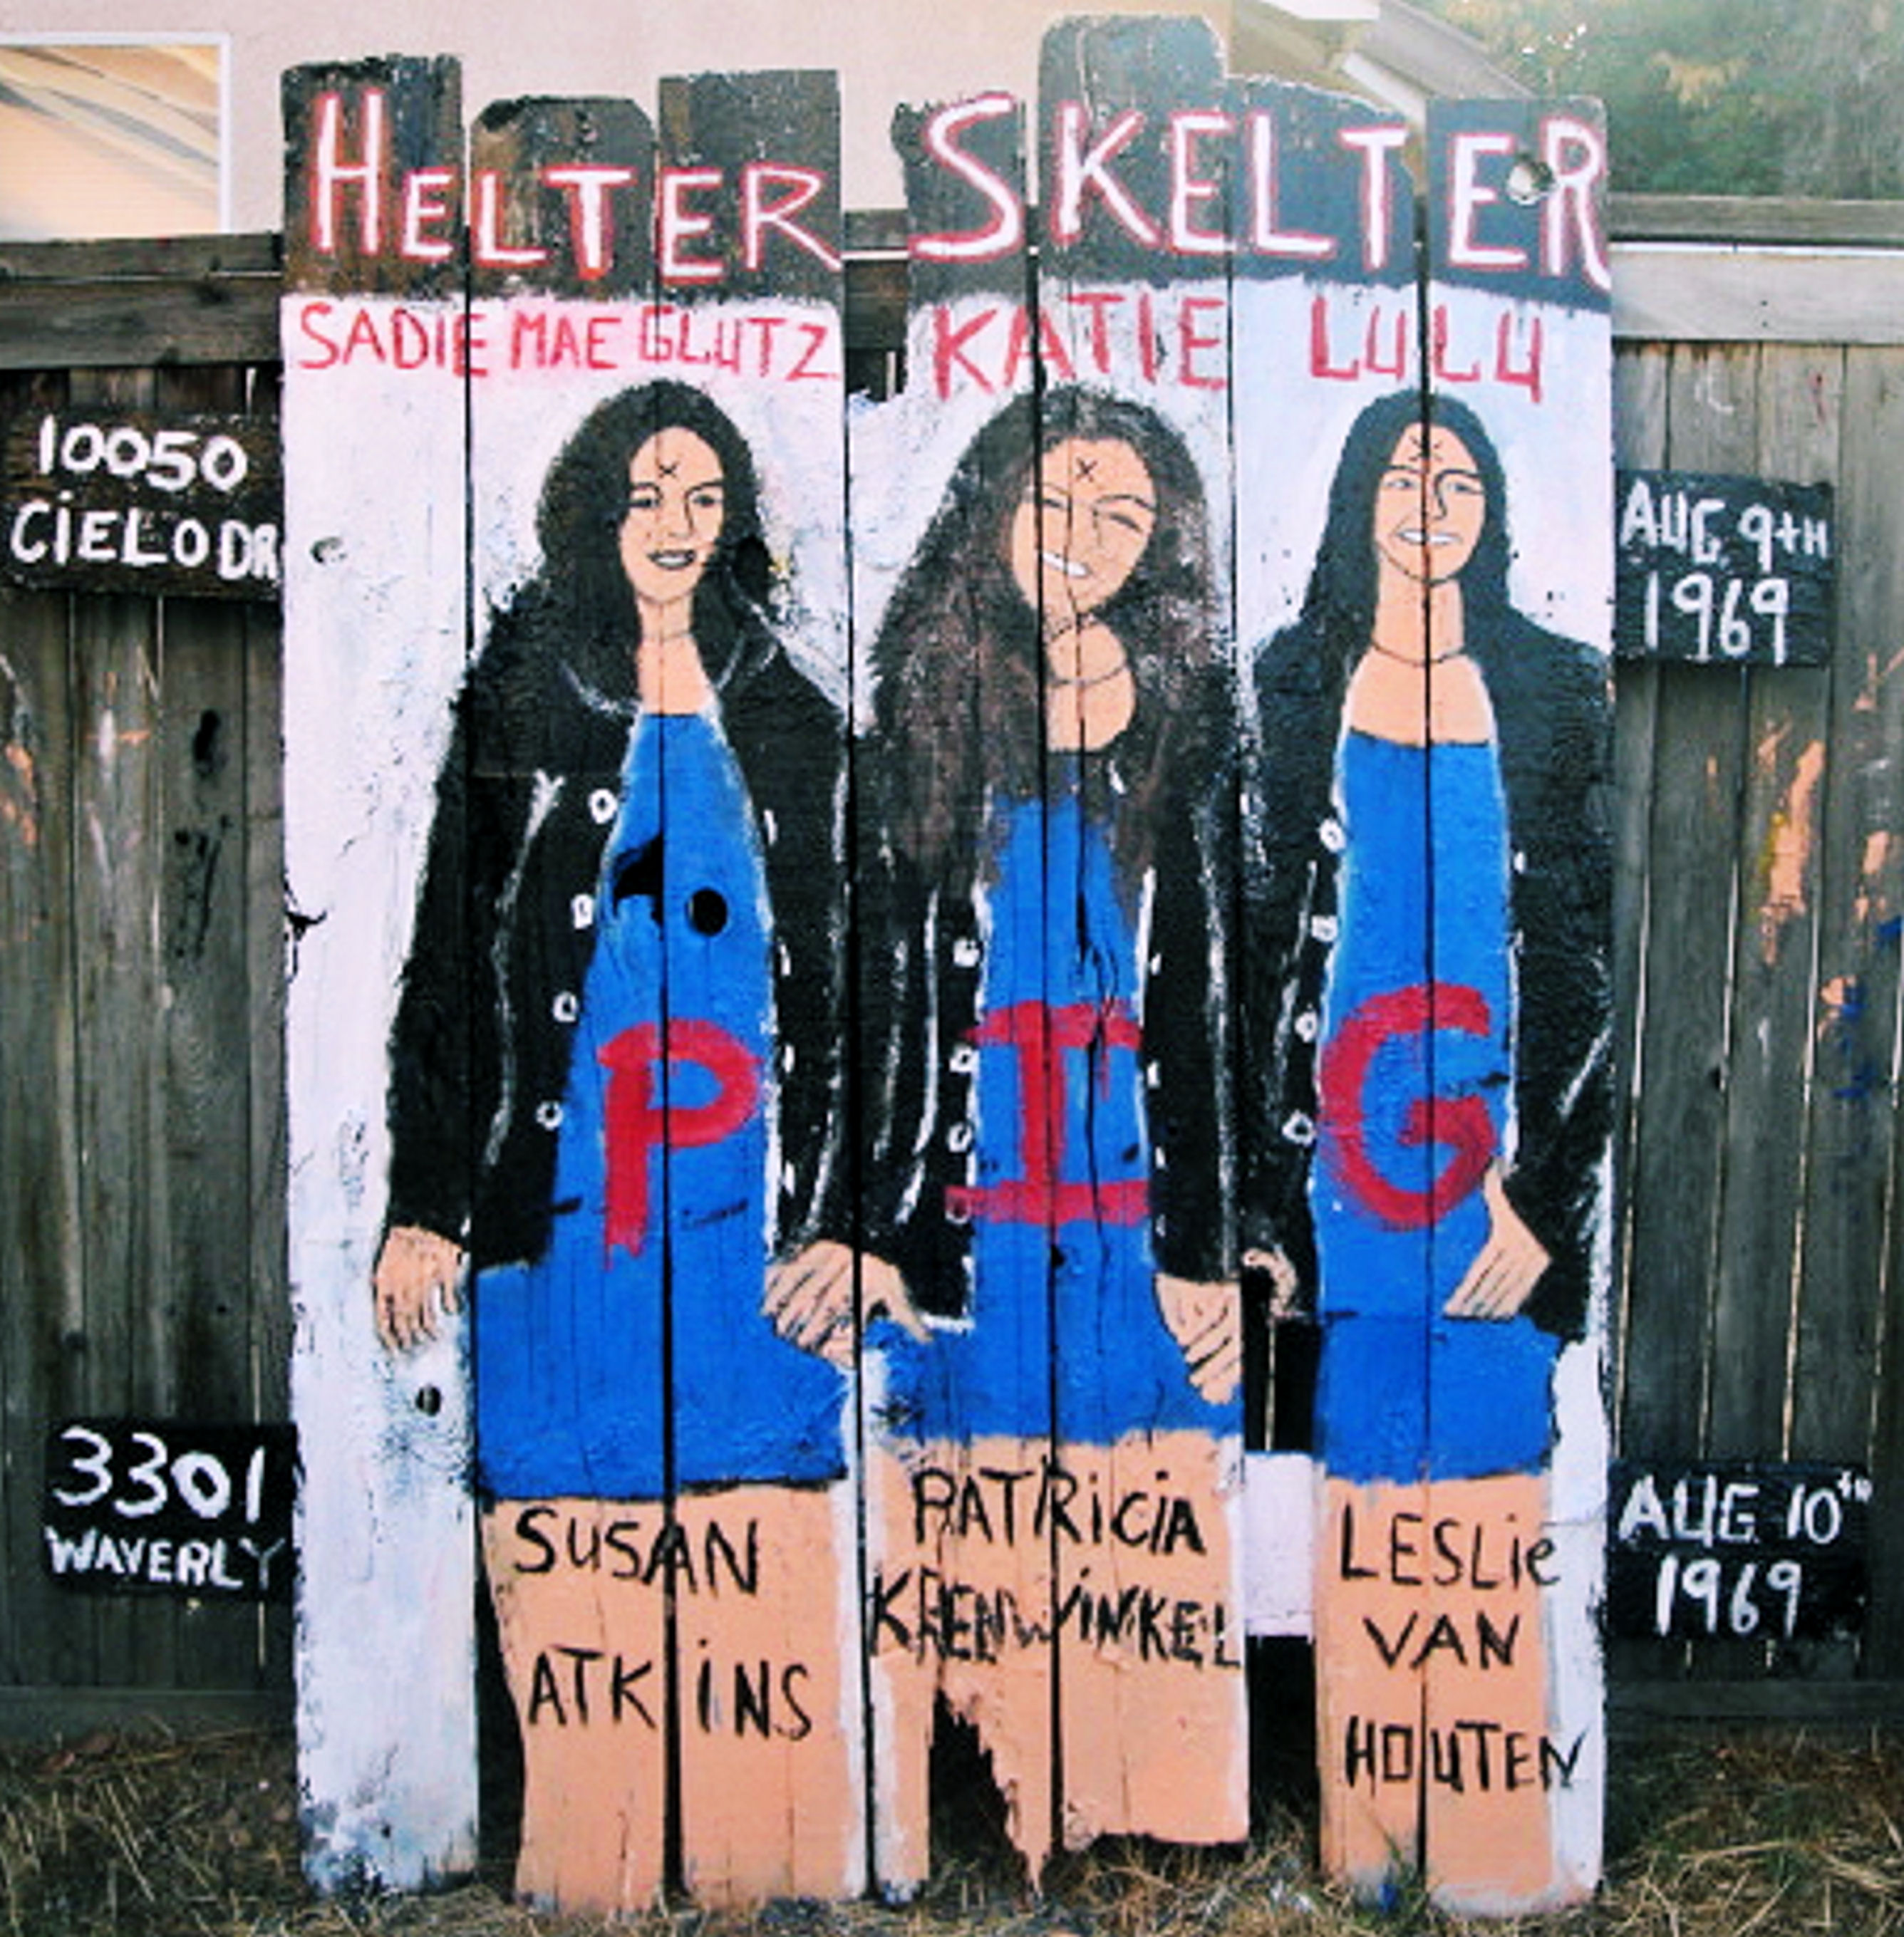 HELTER SKELTER
SADIE MAE GLUTZ KATIE LULU
10050
CIELO DR
AUG 9TH
1969
PIG
3301
WAVERLY
AUG 10TH
1969
SUSAN
ATKINS
PATRICIA
KRENWINKEL
LESLIE
VAN
HOUTEN